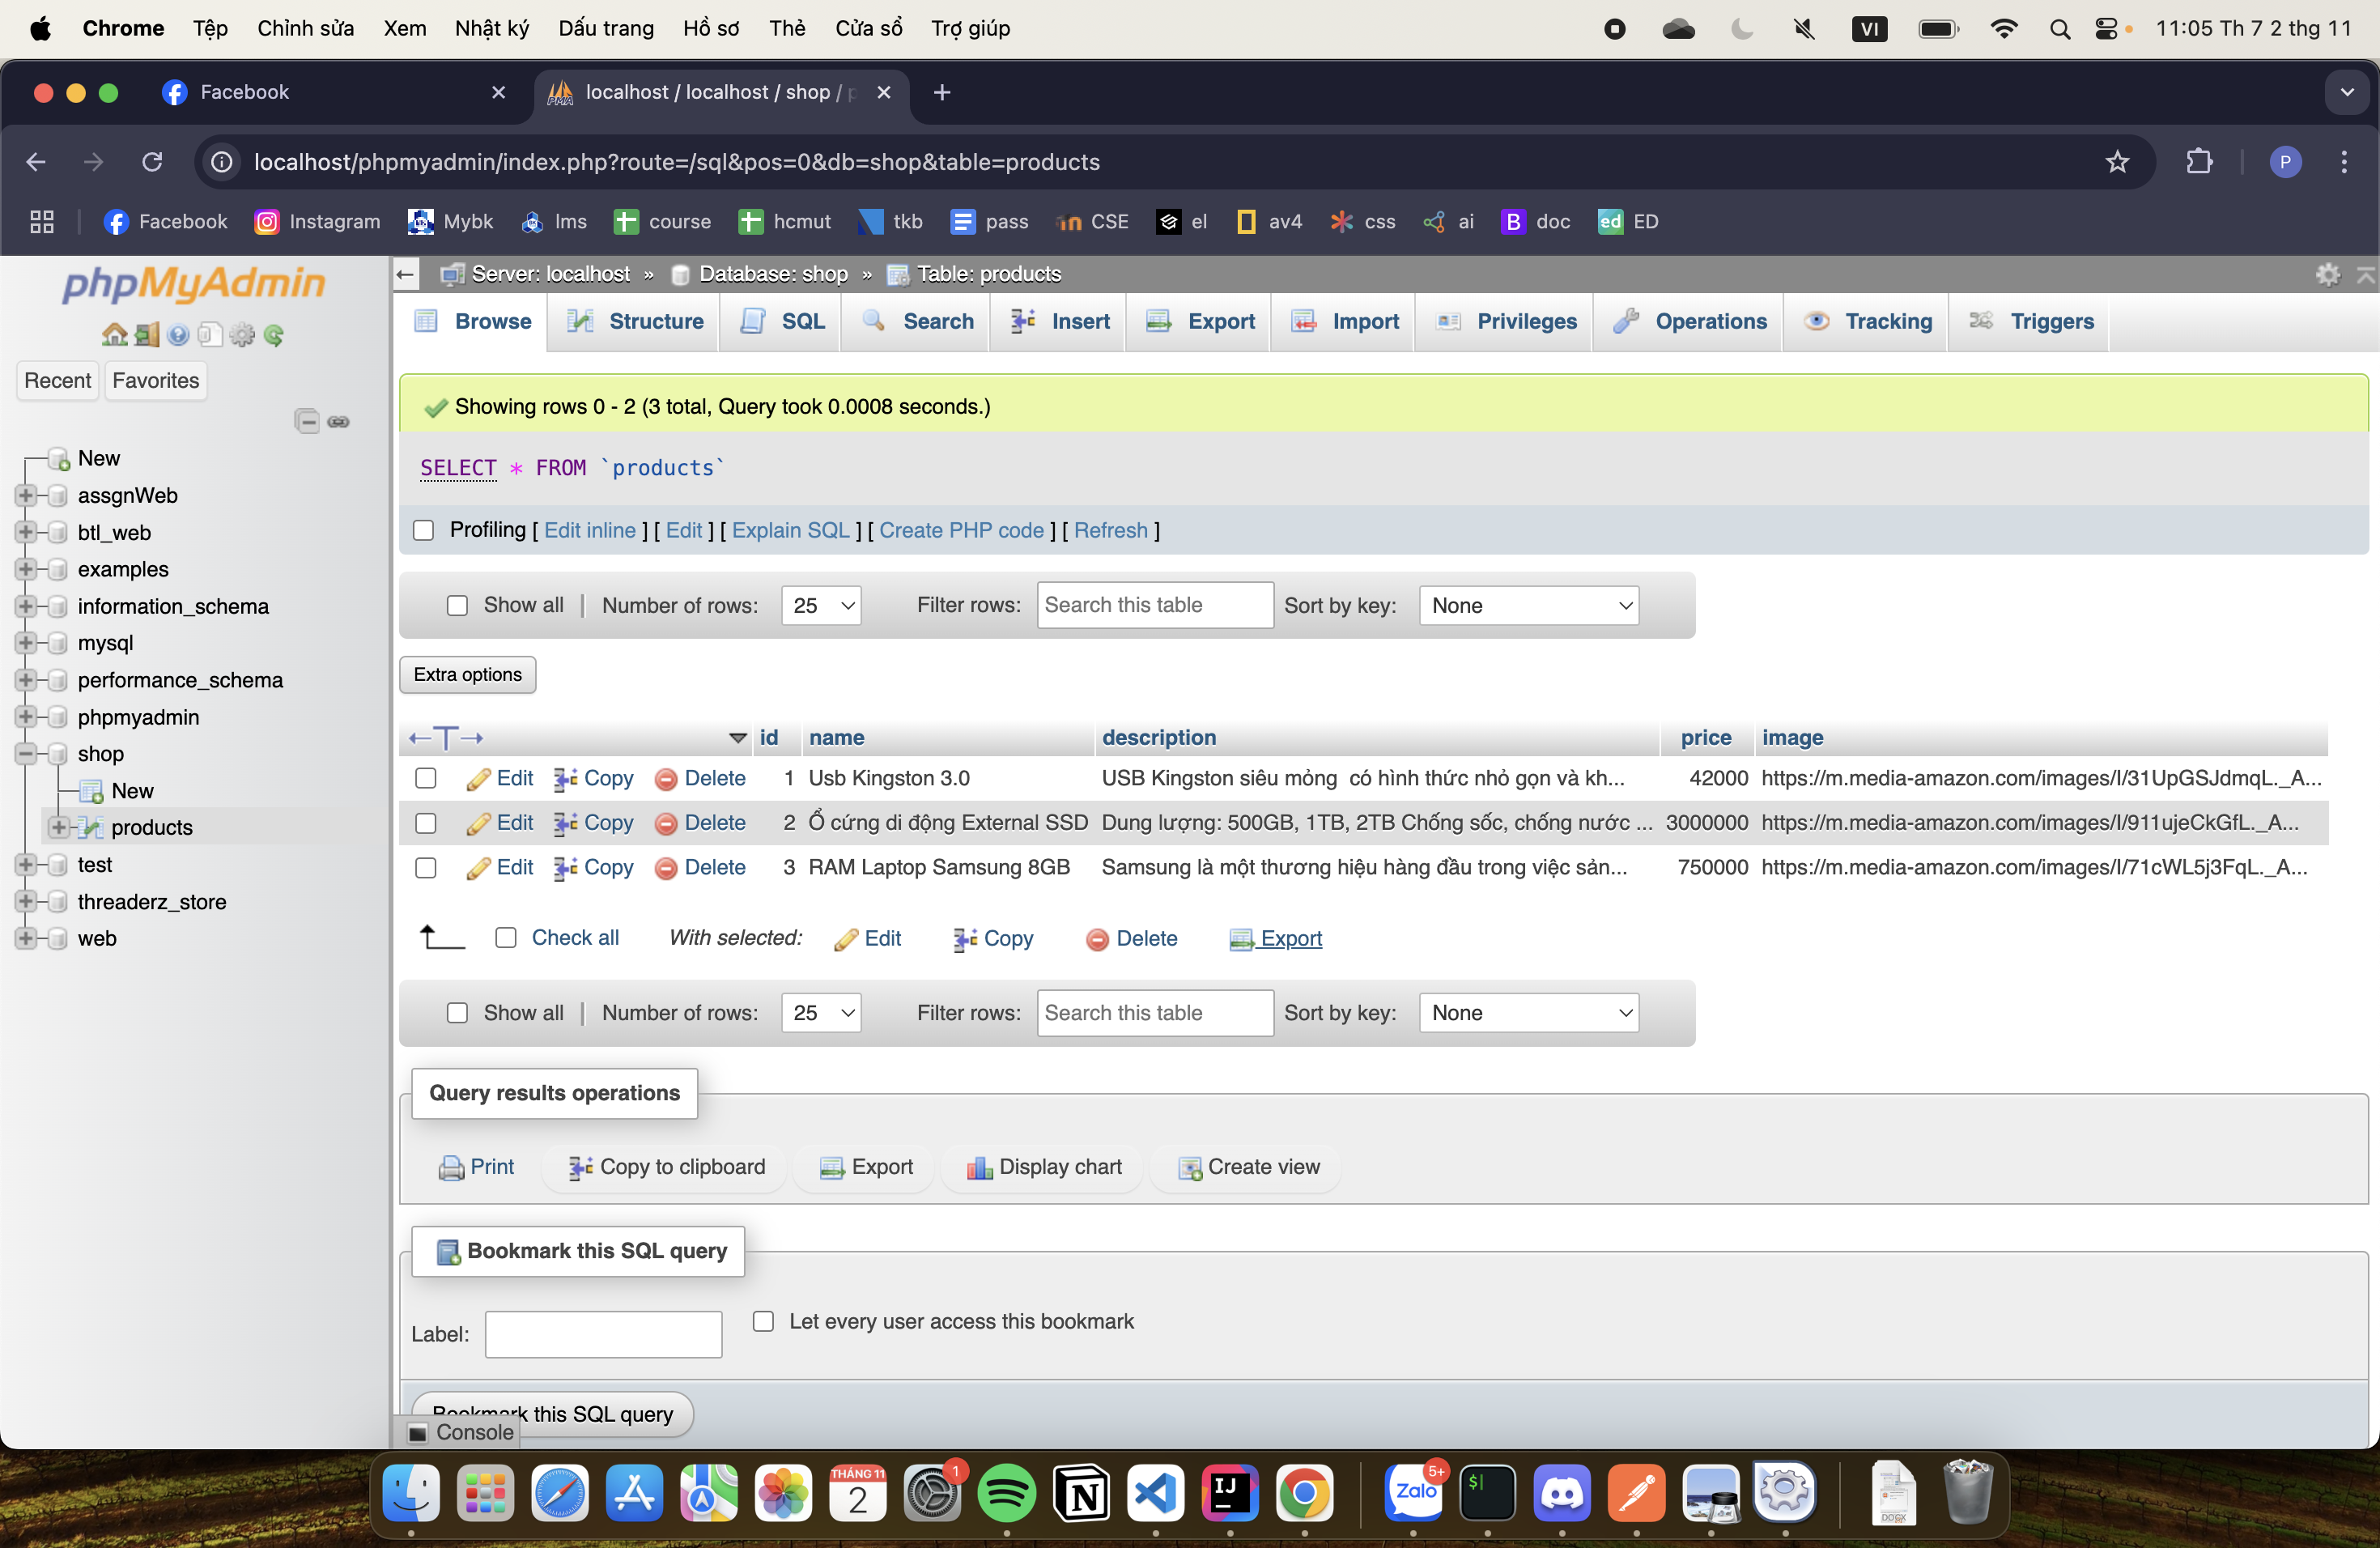 Chrome Tệp Chỉnh sửa Xem Nhật ký Dấu trang Hồ sơ Thẻ Cửa sổ Trợ giúp VI 11:05 Th 7 2 thg 11
Facebook localhost / localhost / shop /
localhost/phpmyadmin/index.php?route=/sql&pos=0&db=shop&table=products P
Facebook Instagram Mybk lms course hcmut tkb pass CSE el av4 css ai B doc ed ED
phpMyAdmin
Recent Favorites
New
assgnWeb
btl_web
examples
information_schema
mysql
performance_schema
phpmyadmin
shop
New
products
test
threaderz_store
web
Server: localhost » Database: shop » Table: products
Browse Structure SQL Search Insert Export Import Privileges Operations Tracking Triggers
Showing rows 0 - 2 (3 total, Query took 0.0008 seconds.)
SELECT * FROM `products`
Profiling [ Edit inline ] [ Edit ] [ Explain SQL ] [ Create PHP code ] [ Refresh ]
Show all | Number of rows: 25 Filter rows: Search this table Sort by key: None
Extra options
←T→ id name description price image
Edit Copy Delete 1 Usb Kingston 3.0 USB Kingston siêu mỏng có hình thức nhỏ gọn và kh... 42000 https://m.media-amazon.com/images/I/31UpGSJdmqL._A...
Edit Copy Delete 2 Ổ cứng di động External SSD Dung lượng: 500GB, 1TB, 2TB Chống sốc, chống nước ... 3000000 https://m.media-amazon.com/images/I/911ujeCkGfL._A...
Edit Copy Delete 3 RAM Laptop Samsung 8GB Samsung là một thương hiệu hàng đầu trong việc sản... 750000 https://m.media-amazon.com/images/I/71cWL5j3FqL._A...
Check all With selected: Edit Copy Delete Export
Show all | Number of rows: 25 Filter rows: Search this table Sort by key: None
Query results operations
Print Copy to clipboard Export Display chart Create view
Bookmark this SQL query
Label: Let every user access this bookmark
Bookmark this SQL query
Console
THÁNG 11
2
1
IJ
Zalo
5+
$
DOCX